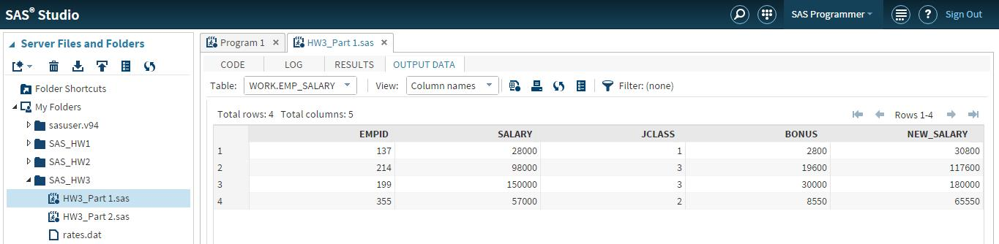 SAS® Studio
SAS Programmer
?
Sign Out
Server Files and Folders
Folder Shortcuts
My Folders
sasuser.v94
SAS_HW1
SAS_HW2
SAS_HW3
HW3_Part 1.sas
HW3_Part 2.sas
rates.dat
Program 1 ×
HW3_Part 1.sas ×
CODE LOG RESULTS OUTPUT DATA
Table: WORK.EMP_SALARY View: Column names Filter: (none)
Total rows: 4 Total columns: 5 Rows 1-4
EMPID SALARY JCLASS BONUS NEW_SALARY
1 137 28000 1 2800 30800
2 214 98000 3 19600 117600
3 199 150000 3 30000 180000
4 355 57000 2 8550 65550